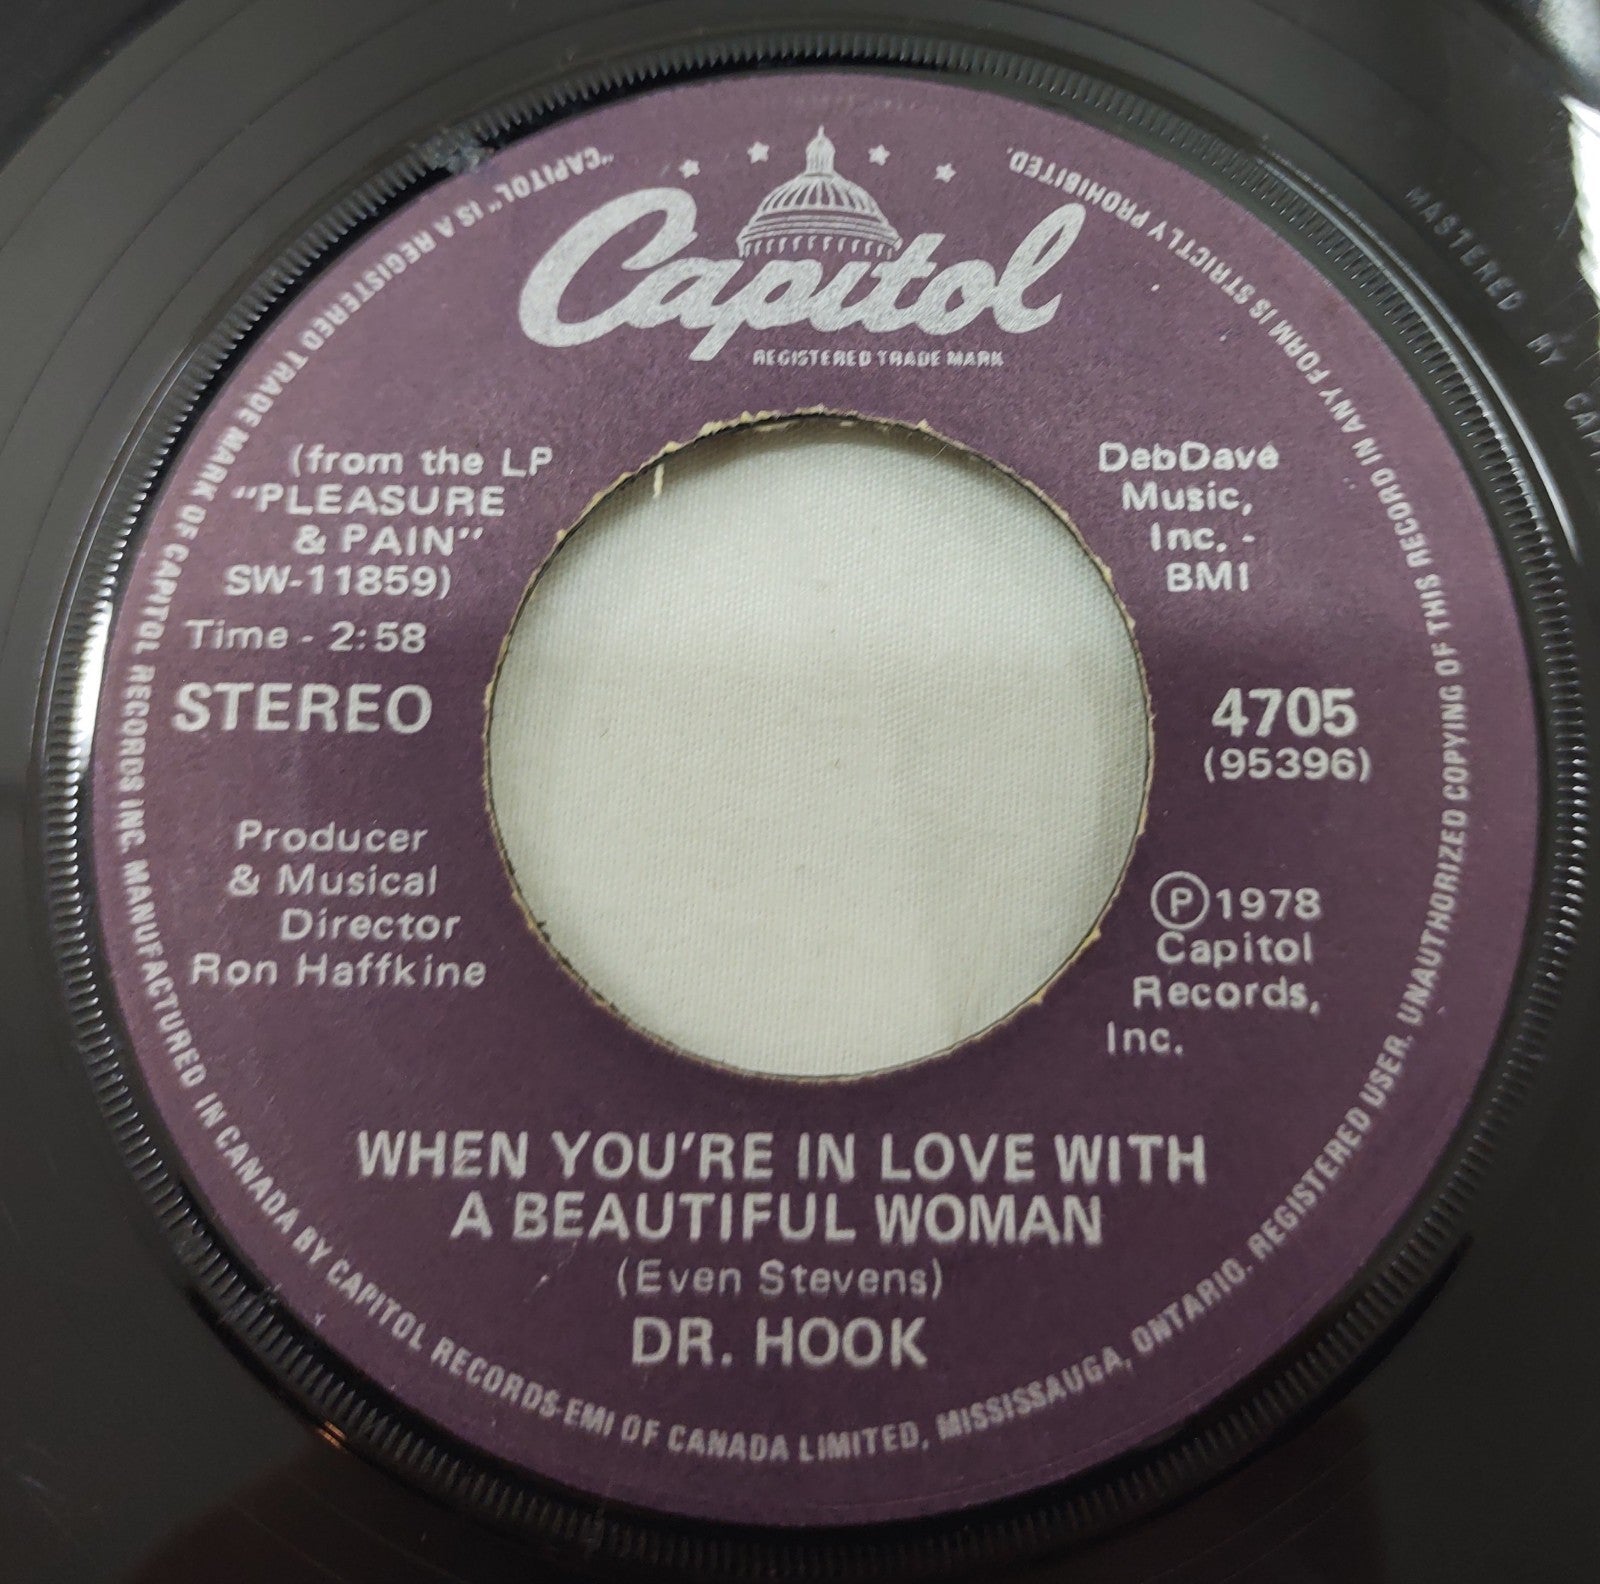 Capitol
REGISTERED TRADE MARK
(from the LP
"PLEASURE
& PAIN"
SW-11859)
Time - 2:58
STEREO
Producer
& Musical
Director
Ron Haffkine
DebDave
Music,
Inc. -
BMI
4705
(95396)
Ⓟ1978
Capitol
Records,
Inc.
WHEN YOU'RE IN LOVE WITH
A BEAUTIFUL WOMAN
(Even Stevens)
DR. HOOK
"CAPITOL" IS A REGISTERED TRADE MARK OF CAPITOL RECORDS INC. MANUFACTURED IN CANADA BY CAPITOL RECORDS-EMI OF CANADA LIMITED, MISSISSAUGA, ONTARIO. REGISTERED USER. UNAUTHORIZED COPYING OF THIS RECORD IN ANY FORM IS STRICTLY PROHIBITED.
MASTERED BY